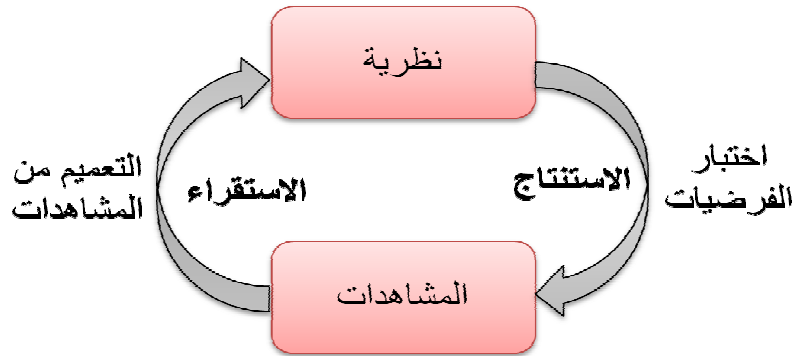 نظرية
اختبار
الفرضيات
الاستنتاج
الاستقراء
التعميم من
المشاهدات
المشاهدات